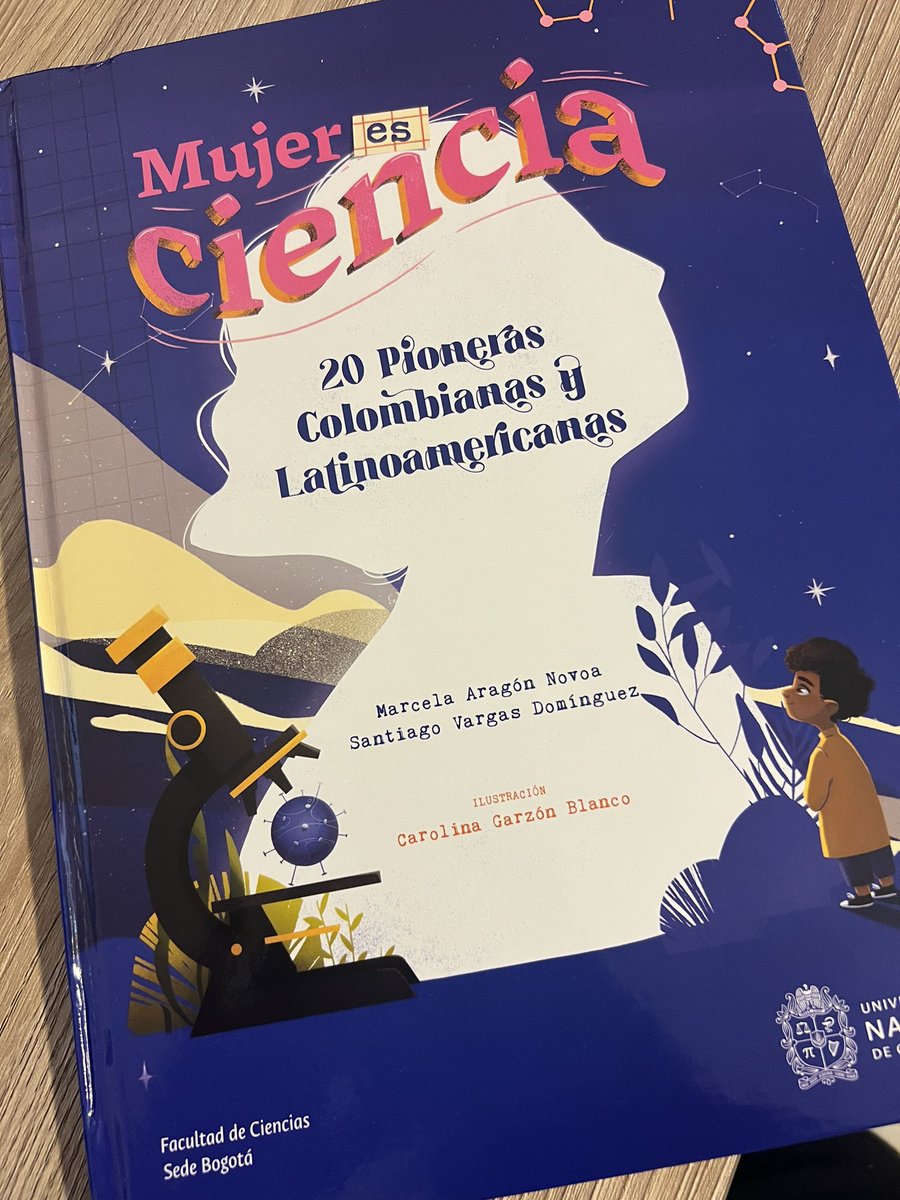 Mujer es
Ciencia
20 Pioneras
Colombianas y
Latinoamericanas
Marcela Aragón Novoa
Santiago Vargas Domínguez
ILUSTRACIÓN
Carolina Garzón Blanco
DE
Facultad de Ciencias
Sede Bogotá